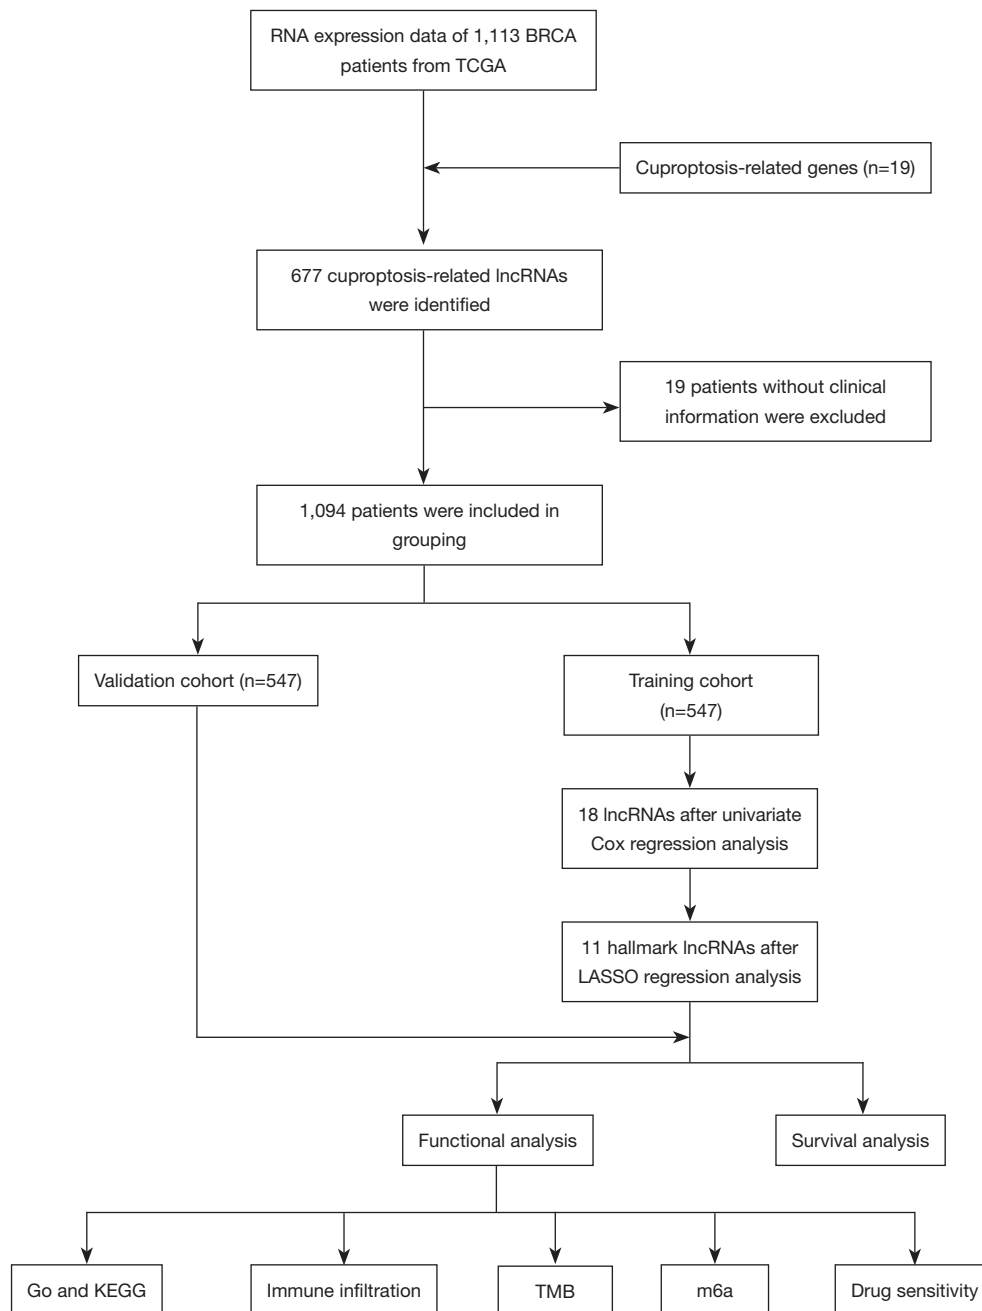 RNA expression data of 1,113 BRCA
patients from TCGA
Cuproptosis-related genes (n=19)
677 cuproptosis-related lncRNAs
were identified
19 patients without clinical
information were excluded
1,094 patients were included in
grouping
Validation cohort (n=547)
Training cohort
(n=547)
18 lncRNAs after univariate
Cox regression analysis
11 hallmark lncRNAs after
LASSO regression analysis
Functional analysis
Survival analysis
Go and KEGG
Immune infiltration
TMB
m6a
Drug sensitivity